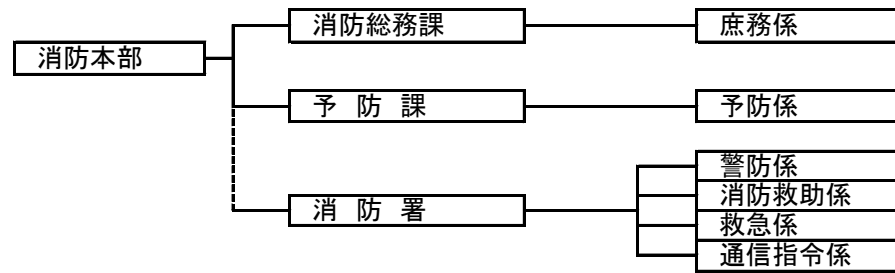 消防本部
消防総務課
庶務係
予 防 課
予防係
消 防 署
警防係
消防救助係
救急係
通信指令係